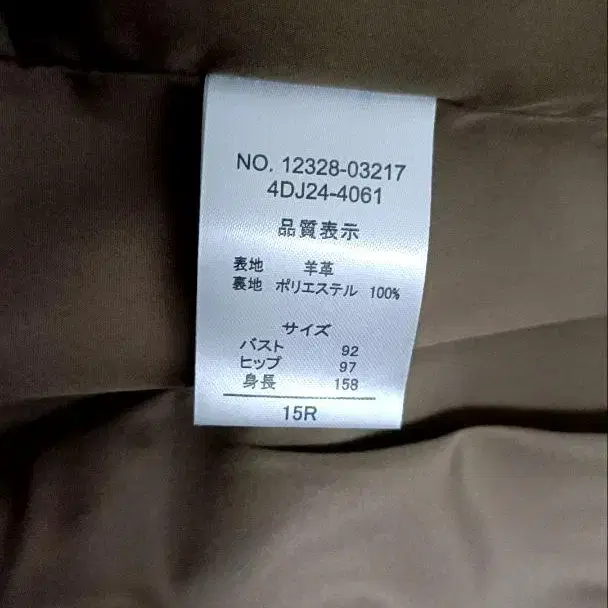 NO. 12328-03217
4DJ24-4061
品質表示
表地 羊革
裏地 ポリエステル 100%
サイズ
バスト 92
ヒップ 97
身長 158
15R